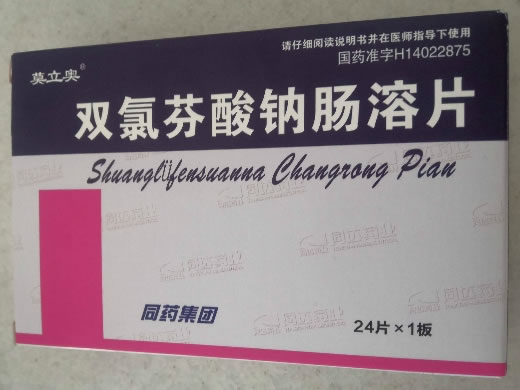 请仔细阅读说明书并在医师指导下使用
国药准字H14022875
莫立奥®
双氯芬酸钠肠溶片
Shuanglüfensuanna Changrong Pian
同药集团
24片×1板